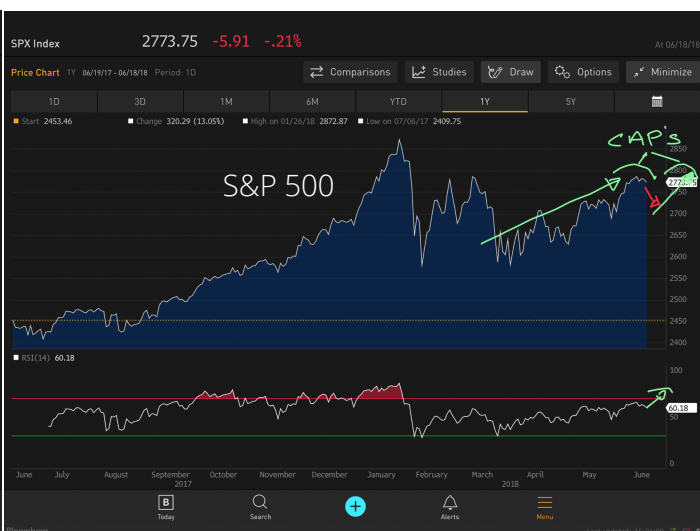 SPX Index 2773.75 -5.91 -.21% At 06/18/18
Price Chart 1Y 06/19/17 - 06/18/18 Period: 1D Comparisons Studies Draw Options Minimize
1D 3D 1M 6M YTD 1Y 5Y
Start 2453.46 Change 320.29 (13.05%) High on 01/26/18 2872.87 Low on 07/06/17 2409.75
CAP's
2850
2800
2773.75
2750
S&P 500
2700
2650
2600
2550
2500
2450
2400
RSI(14) 60.18
100
60.18
50
0
June July August September October November December January February March April May June
2017 2018
B
Today Search Alerts Menu
Bloomberg